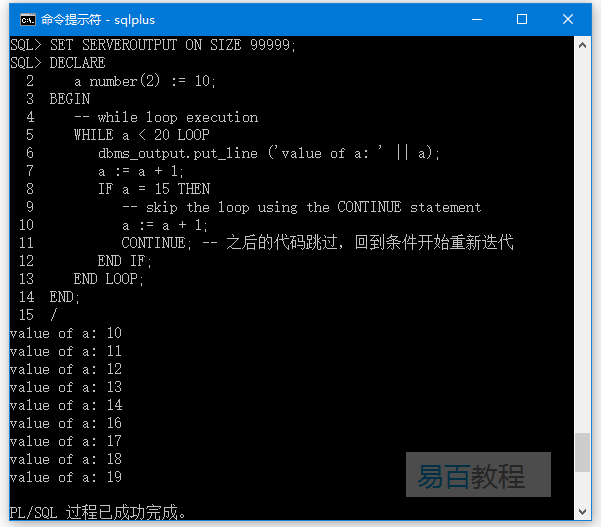 命令提示符 - sqlplus
SQL> SET SERVEROUTPUT ON SIZE 99999;
SQL> DECLARE
  2     a number(2) := 10;
  3  BEGIN
  4     -- while loop execution
  5     WHILE a < 20 LOOP
  6        dbms_output.put_line ('value of a: ' || a);
  7        a := a + 1;
  8        IF a = 15 THEN
  9           -- skip the loop using the CONTINUE statement
 10           a := a + 1;
 11           CONTINUE; -- 之后的代码跳过，回到条件开始重新迭代
 12        END IF;
 13     END LOOP;
 14  END;
 15  /
value of a: 10
value of a: 11
value of a: 12
value of a: 13
value of a: 14
value of a: 16
value of a: 17
value of a: 18
value of a: 19
易百教程
PL/SQL 过程已成功完成。